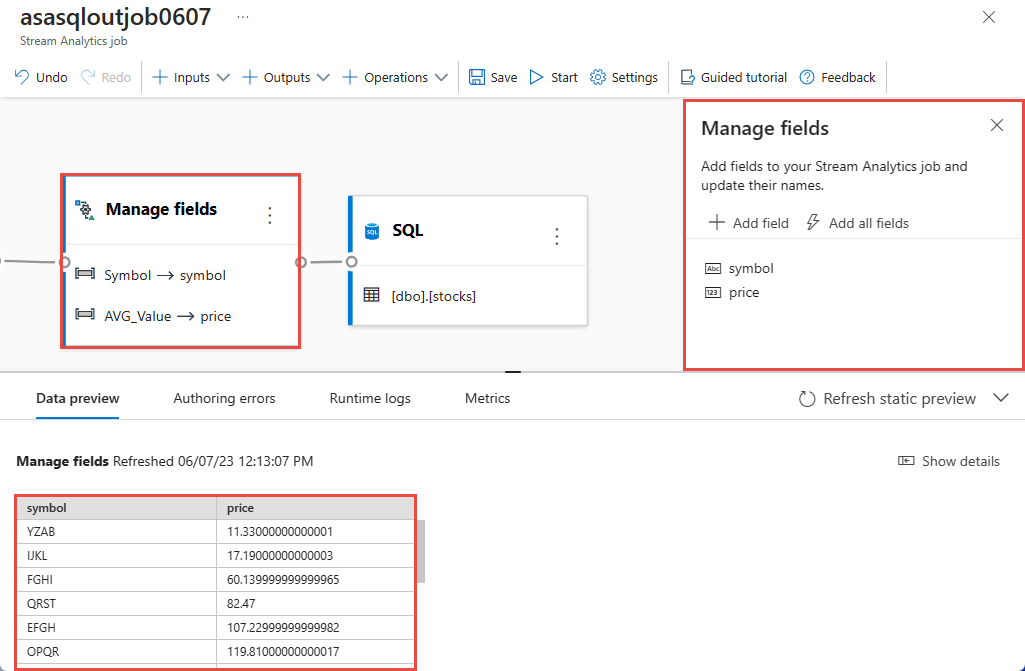 asasqloutjob0607 ...
Stream Analytics job
Undo Redo Inputs Outputs Operations Save Start Settings Guided tutorial Feedback
Manage fields
Symbol → symbol
AVG_Value → price
SQL
SQL
[dbo].[stocks]
Manage fields
Add fields to your Stream Analytics job and
update their names.
Add field Add all fields
Abc symbol
123 price
Data preview Authoring errors Runtime logs Metrics Refresh static preview
Manage fields Refreshed 06/07/23 12:13:07 PM Show details
symbol price
YZAB 11.33000000000001
IJKL 17.19000000000003
FGHI 60.139999999999965
QRST 82.47
EFGH 107.22999999999982
OPQR 119.81000000000017